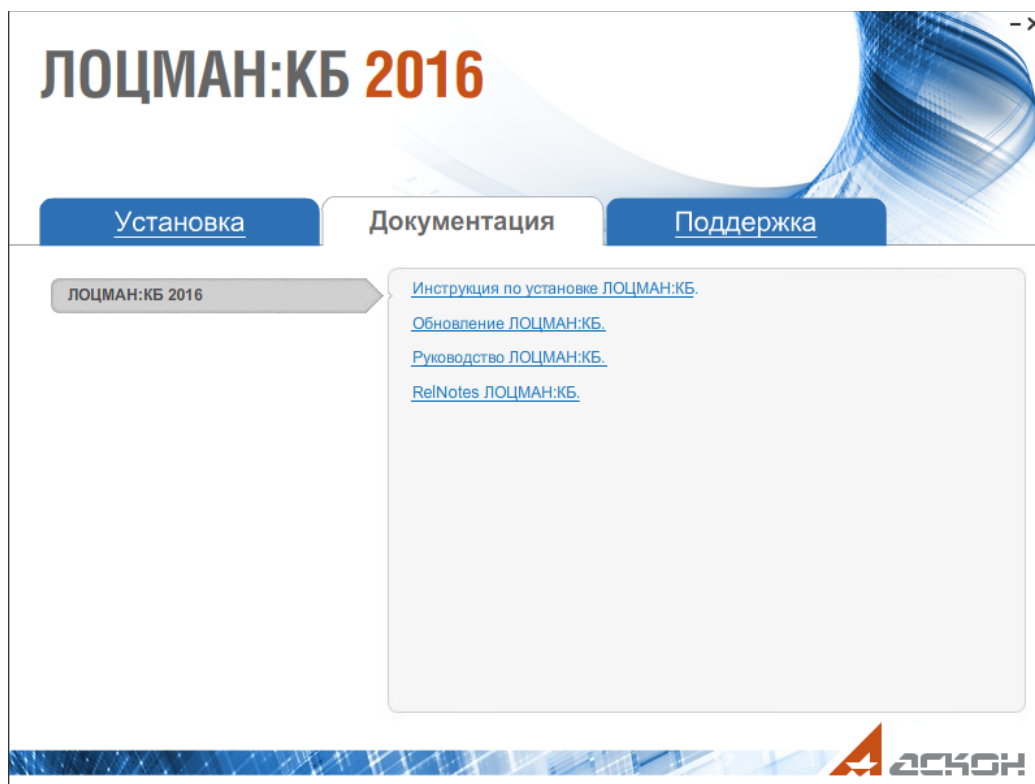 ЛОЦМАН:КБ 2016
Установка
Документация
Поддержка
ЛОЦМАН:КБ 2016
Инструкция по установке ЛОЦМАН:КБ.
Обновление ЛОЦМАН:КБ.
Руководство ЛОЦМАН:КБ.
RelNotes ЛОЦМАН:КБ.
АСКОН